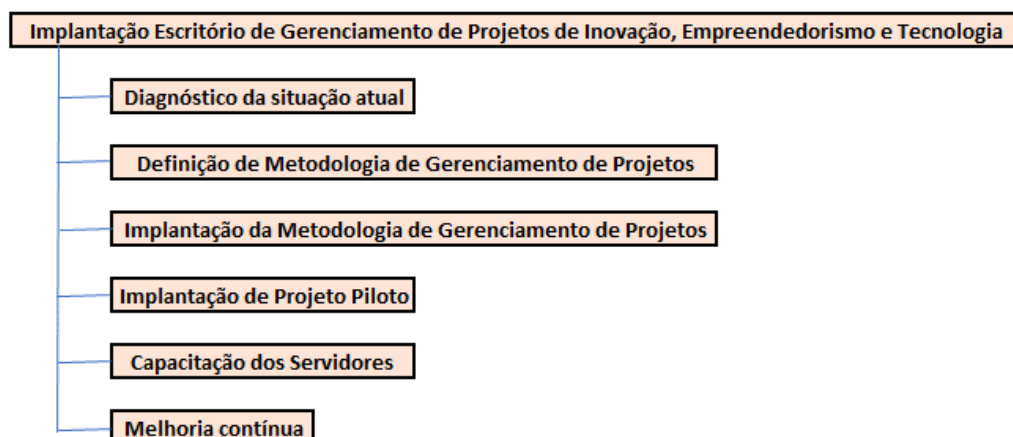 Implantação Escritório de Gerenciamento de Projetos de Inovação, Empreendedorismo e Tecnologia
Diagnóstico da situação atual
Definição de Metodologia de Gerenciamento de Projetos
Implantação da Metodologia de Gerenciamento de Projetos
Implantação de Projeto Piloto
Capacitação dos Servidores
Melhoria contínua